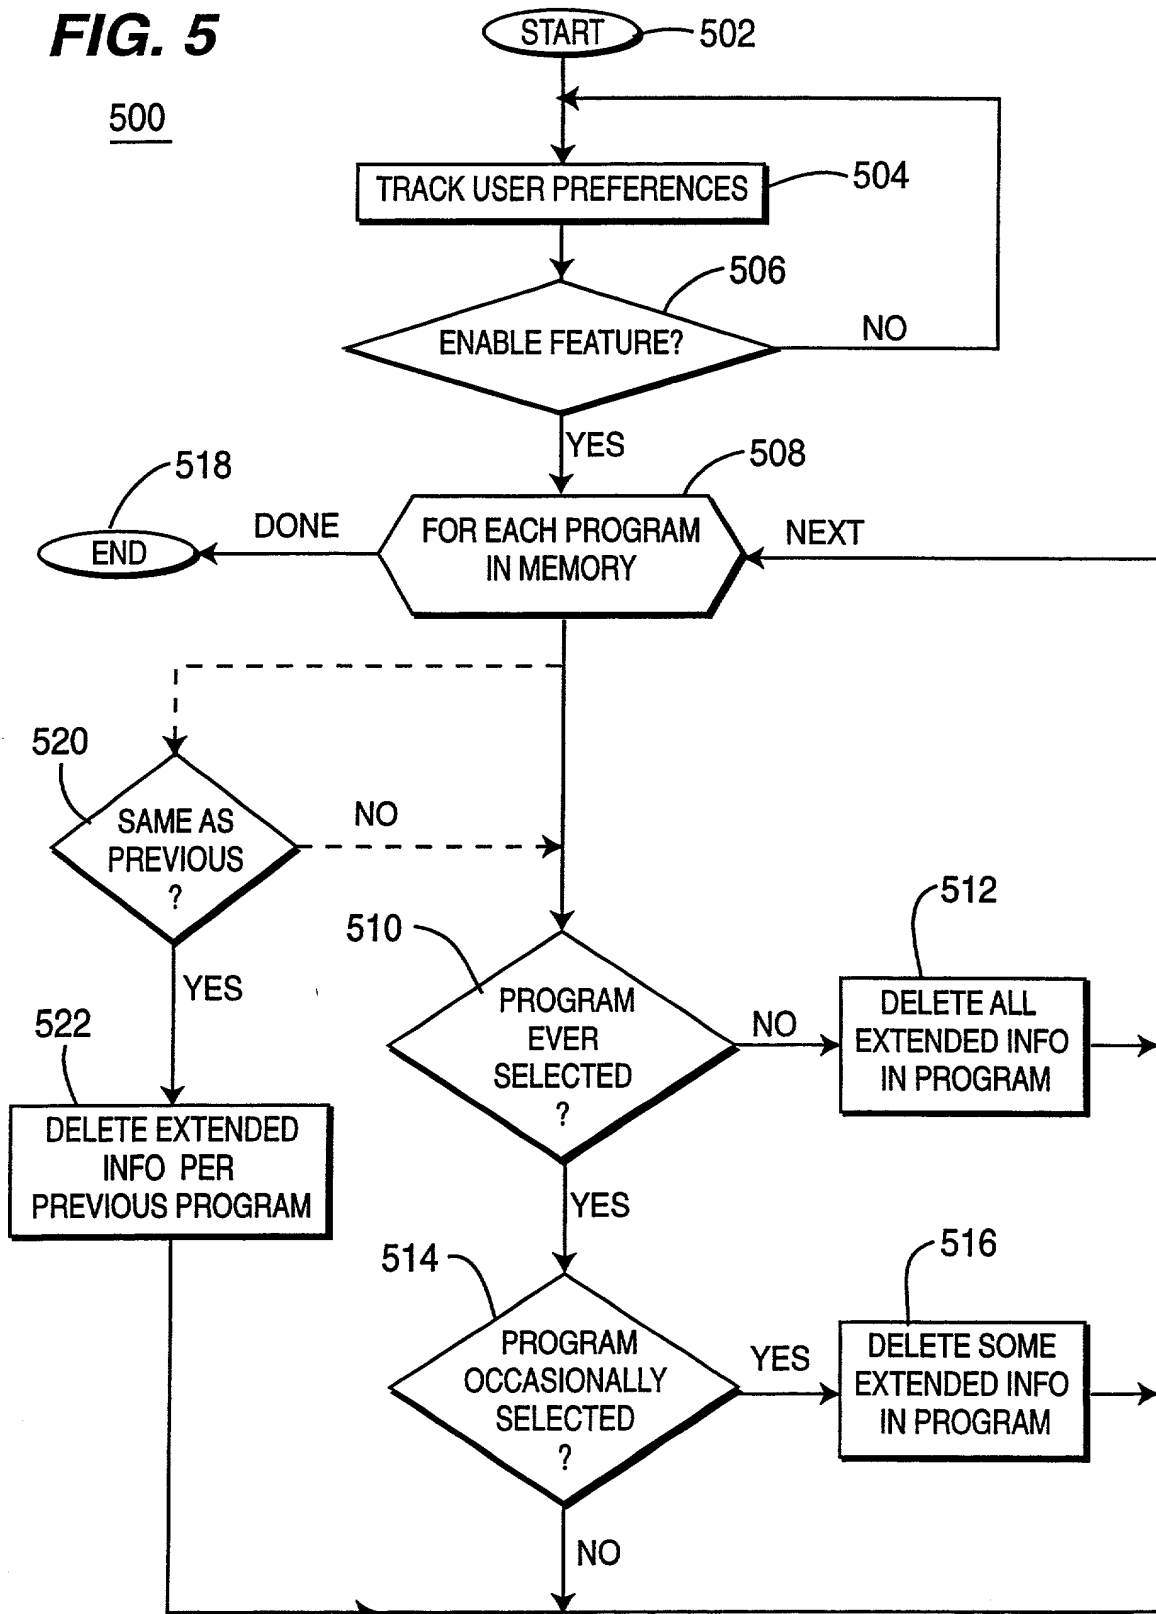 FIG. 5
START
502
500
TRACK USER PREFERENCES
504
506
ENABLE FEATURE?
NO
YES
508
518
DONE
FOR EACH PROGRAM
IN MEMORY
NEXT
END
520
SAME AS
PREVIOUS
?
NO
YES
510
PROGRAM
EVER
SELECTED
?
NO
512
DELETE ALL
EXTENDED INFO
IN PROGRAM
522
DELETE EXTENDED
INFO PER
PREVIOUS PROGRAM
YES
514
PROGRAM
OCCASIONALLY
SELECTED
?
YES
516
DELETE SOME
EXTENDED INFO
IN PROGRAM
NO